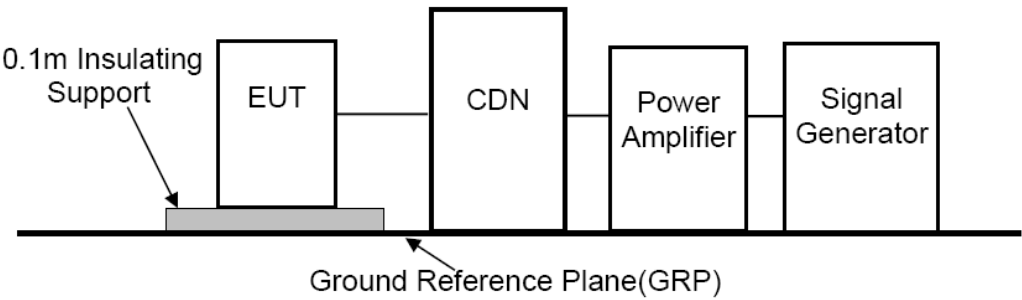 0.1m Insulating
Support
EUT
CDN
Power
Amplifier
Signal
Generator
Ground Reference Plane(GRP)